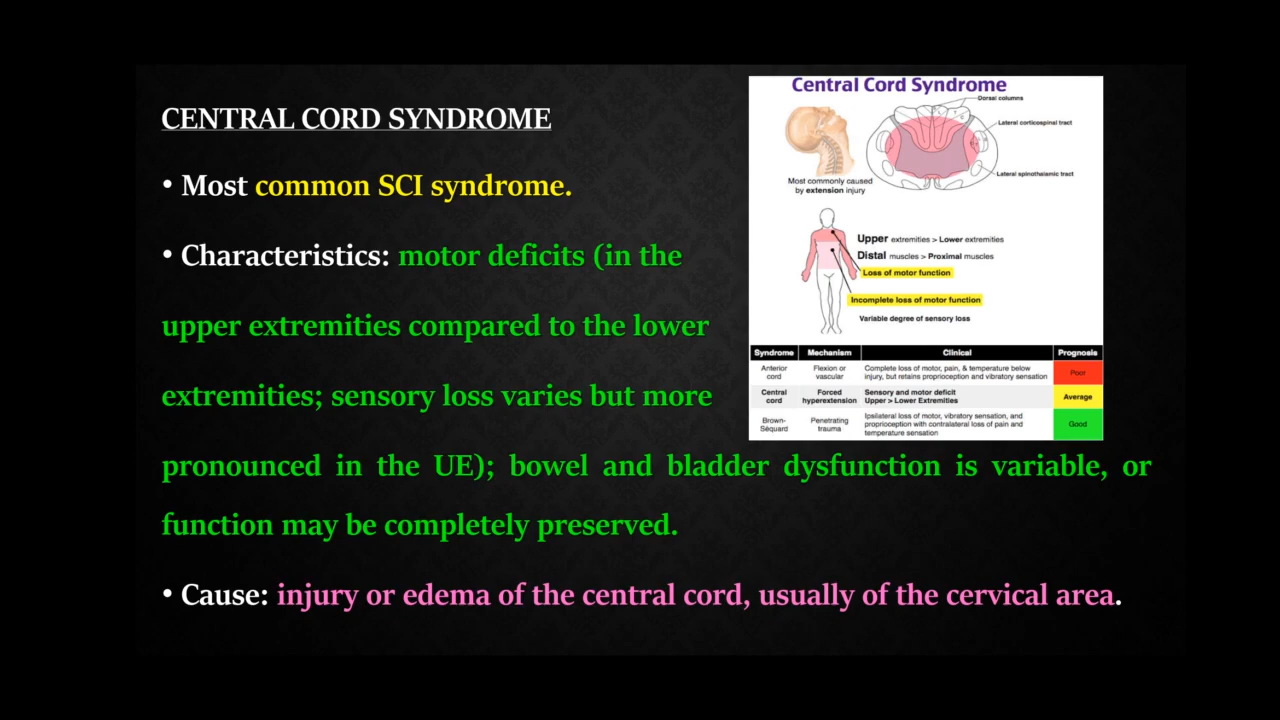 CENTRAL CORD SYNDROME
• Most common SCI syndrome.
• Characteristics: motor deficits (in the
upper extremities compared to the lower
extremities; sensory loss varies but more
pronounced in the UE); bowel and bladder dysfunction is variable, or
function may be completely preserved.
• Cause: injury or edema of the central cord, usually of the cervical area.
Central Cord Syndrome
Dorsal columns
Lateral corticospinal tract
Lateral spinothalamic tract
Most commonly caused
by extension injury
Upper extremities > Lower extremities
Distal muscles > Proximal muscles
Loss of motor function
Incomplete loss of motor function
Variable degree of sensory loss
Syndrome Mechanism Clinical Prognosis
Anterior cord Flexion or vascular Complete loss of motor, pain, & temperature below injury, but retains proprioception and vibratory sensation Poor
Central cord Forced hyperextension Sensory and motor deficit Upper > Lower Extremities Average
Brown-Séquard Penetrating trauma Ipsilateral loss of motor, vibratory sensation, and proprioception with contralateral loss of pain and temperature sensation Good